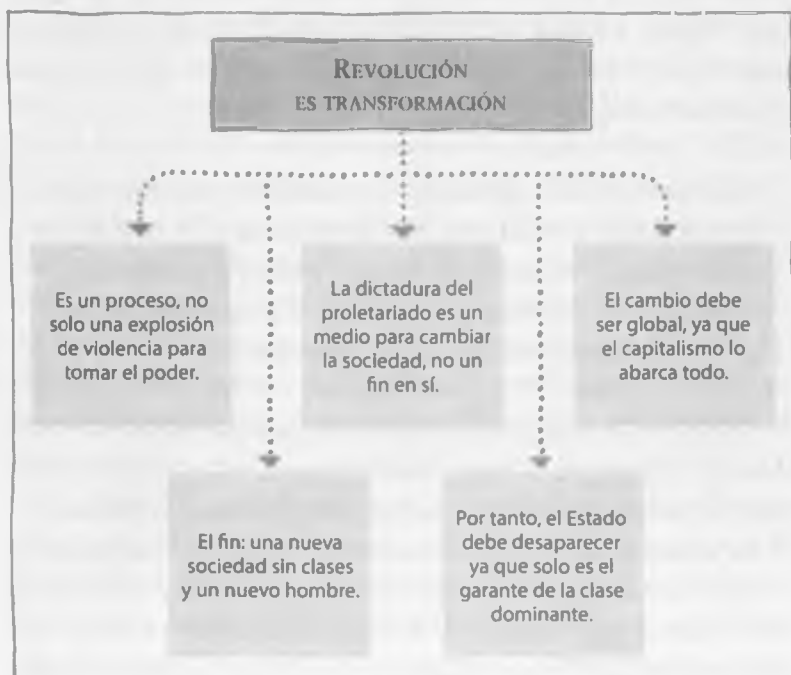 REVOLUCIÓN
ES TRANSFORMACIÓN
Es un proceso, no
solo una explosión
de violencia para
tomar el poder.
La dictadura del
proletariado es un
medio para cambiar
la sociedad, no un
fin en sí.
El cambio debe
ser global, ya que
el capitalismo lo
abarca todo.
El fin: una nueva
sociedad sin clases
y un nuevo hombre.
Por tanto, el Estado
debe desaparecer
ya que solo es el
garante de la clase
dominante.